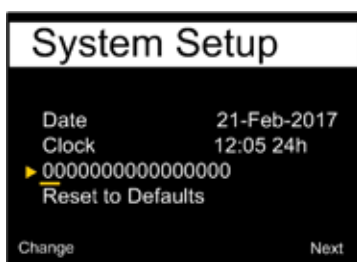 System Setup
Date 21-Feb-2017
Clock 12:05 24h
0000000000000000
Reset to Defaults
Change Next